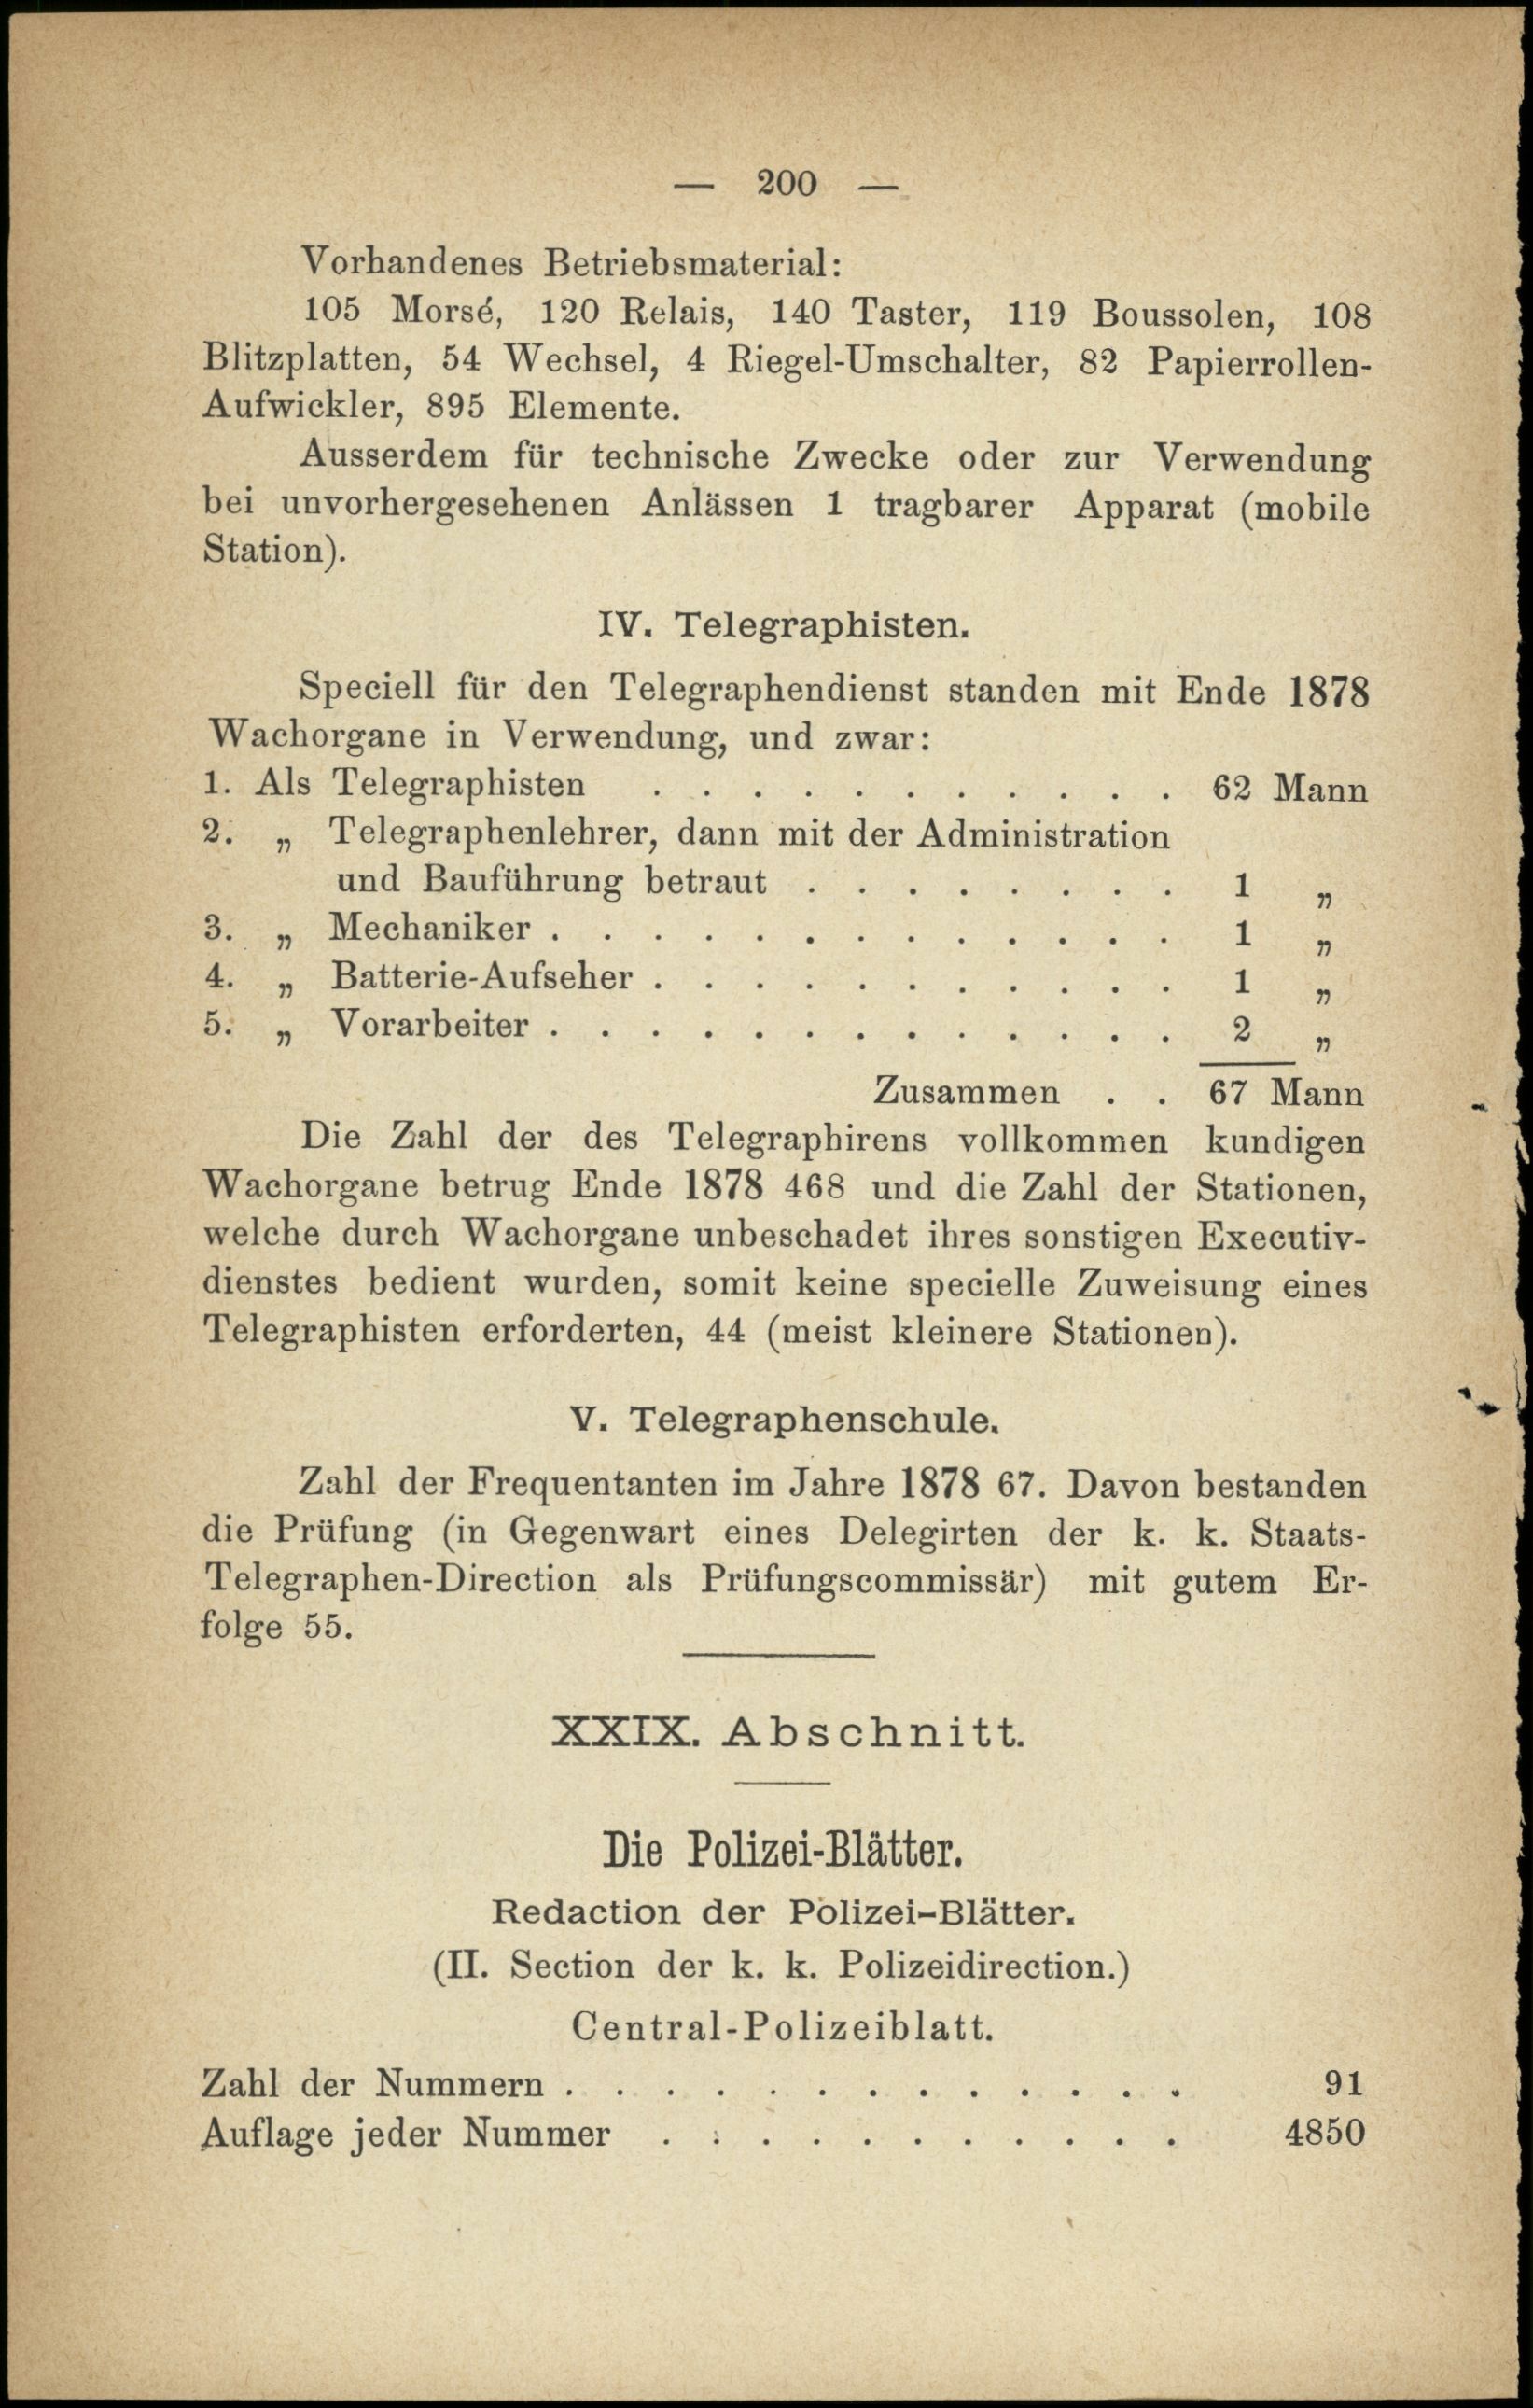 — 200 —
Vorhandenes Betriebsmaterial:
105 Morsé, 120 Relais, 140 Taster, 119 Boussolen, 108
Blitzplatten, 54 Wechsel, 4 Riegel-Umschalter, 82 Papierrollen-
Aufwickler, 895 Elemente.
Ausserdem für technische Zwecke oder zur Verwendung
bei unvorhergesehenen Anlässen 1 tragbarer Apparat (mobile
Station).
IV. Telegraphisten.
Speciell für den Telegraphendienst standen mit Ende 1878
Wachorgane in Verwendung, und zwar:
1. Als Telegraphisten . . . . . . . . . . . 62 Mann
2. „ Telegraphenlehrer, dann mit der Administration
und Bauführung betraut . . . . . . . . 1 „
3. „ Mechaniker . . . . . . . . . . . . . 1 „
4. „ Batterie-Aufseher . . . . . . . . . . . 1 „
5. „ Vorarbeiter . . . . . . . . . . . . . 2 „
Zusammen . . 67 Mann
Die Zahl der des Telegraphirens vollkommen kundigen
Wachorgane betrug Ende 1878 468 und die Zahl der Stationen,
welche durch Wachorgane unbeschadet ihres sonstigen Executiv-
dienstes bedient wurden, somit keine specielle Zuweisung eines
Telegraphisten erforderten, 44 (meist kleinere Stationen).
V. Telegraphenschule.
Zahl der Frequentanten im Jahre 1878 67. Davon bestanden
die Prüfung (in Gegenwart eines Delegirten der k. k. Staats-
Telegraphen-Direction als Prüfungscommissär) mit gutem Er-
folge 55.
XXIX. Abschnitt.
Die Polizei-Blätter.
Redaction der Polizei-Blätter.
(II. Section der k. k. Polizeidirection.)
Central-Polizeiblatt.
Zahl der Nummern . . . . . . . . . . . . . 91
Auflage jeder Nummer . . . . . . . . . . . 4850